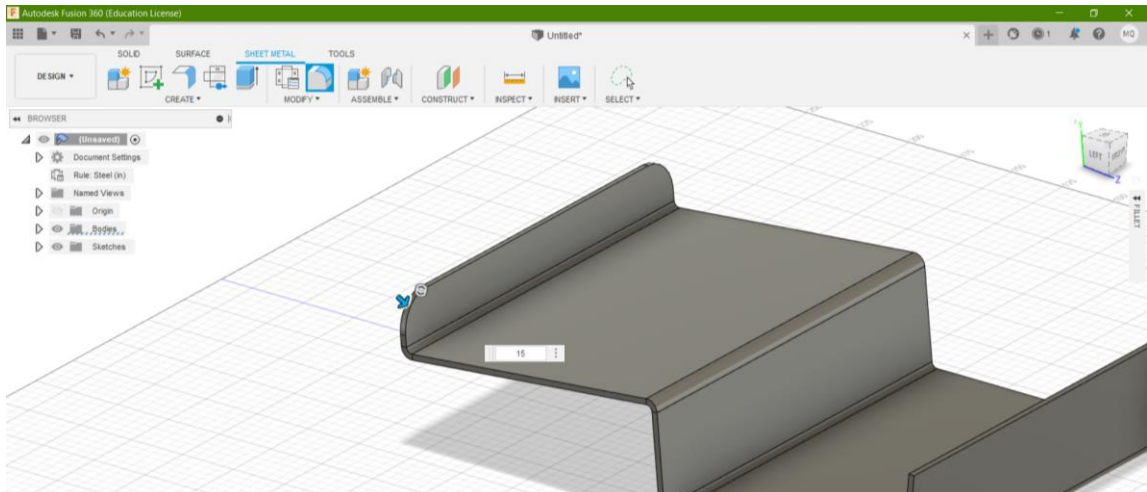 Autodesk Fusion 360 (Education License)
Untitled*
1
MG
SOLID SURFACE SHEET METAL TOOLS
DESIGN
CREATE MODIFY ASSEMBLE CONSTRUCT INSPECT INSERT SELECT
BROWSER
(Unsaved)
Document Settings
Rule: Steel (in)
Named Views
Origin
Bodies
Sketches
LEFT
Z
FILLET
15